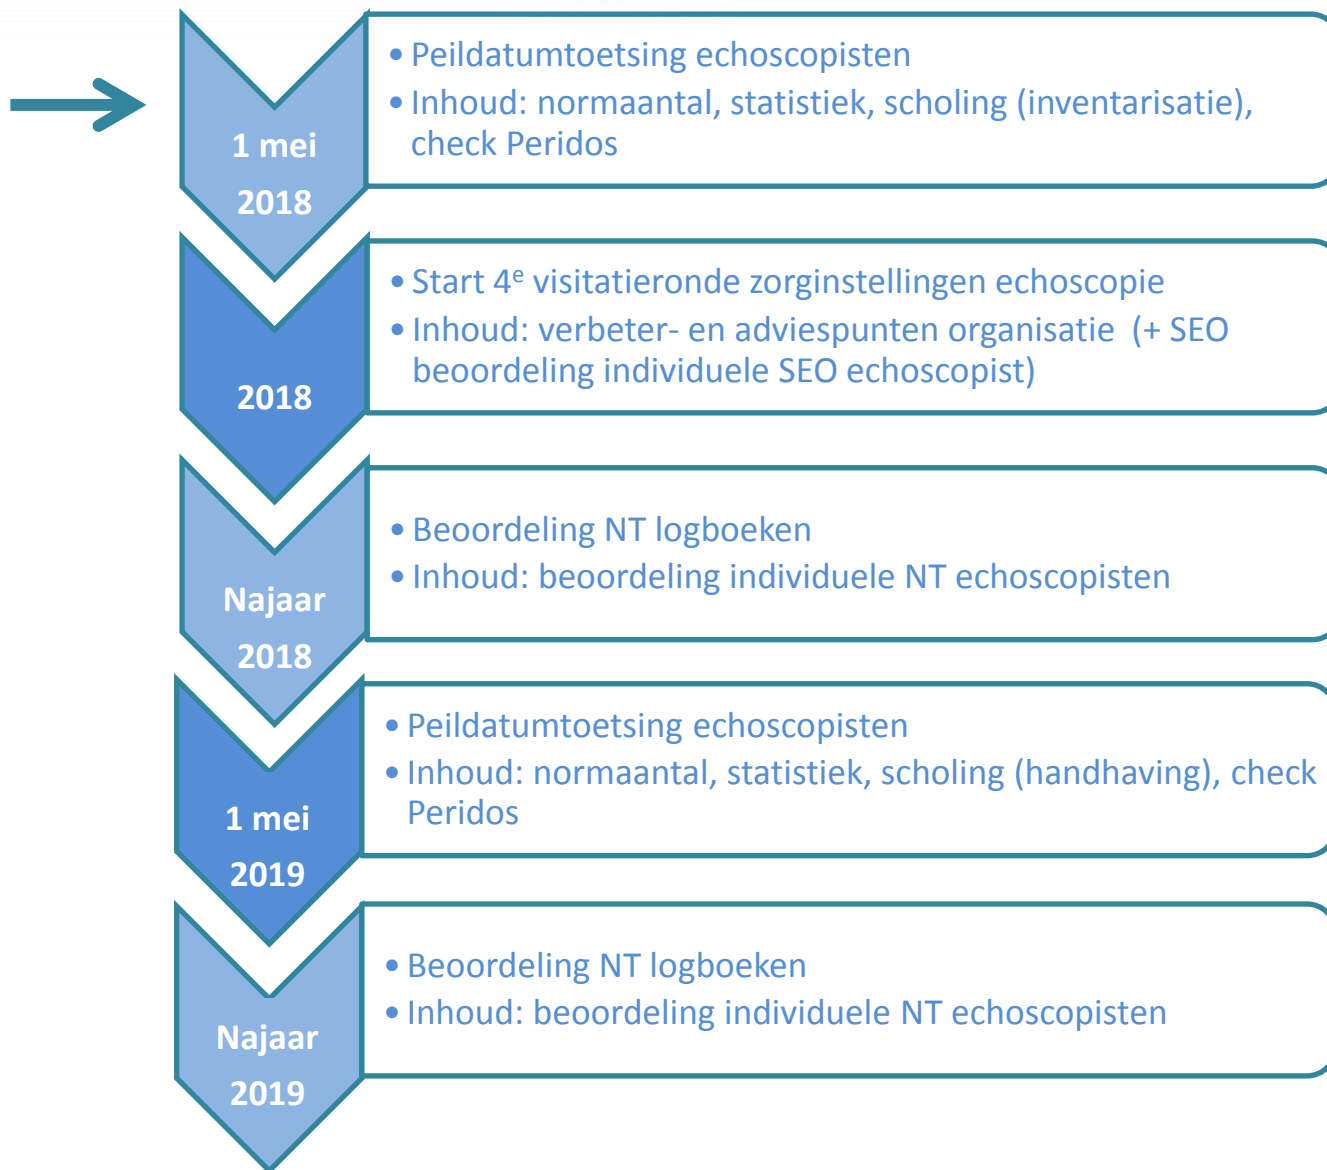 1 mei
2018
• Peildatumtoetsing echoscopisten
• Inhoud: normaantal, statistiek, scholing (inventarisatie),
check Peridos
2018
• Start 4e visitatieronde zorginstellingen echoscopie
• Inhoud: verbeter- en adviespunten organisatie (+ SEO
beoordeling individuele SEO echoscopist)
Najaar
2018
• Beoordeling NT logboeken
• Inhoud: beoordeling individuele NT echoscopisten
1 mei
2019
• Peildatumtoetsing echoscopisten
• Inhoud: normaantal, statistiek, scholing (handhaving), check
Peridos
Najaar
2019
• Beoordeling NT logboeken
• Inhoud: beoordeling individuele NT echoscopisten